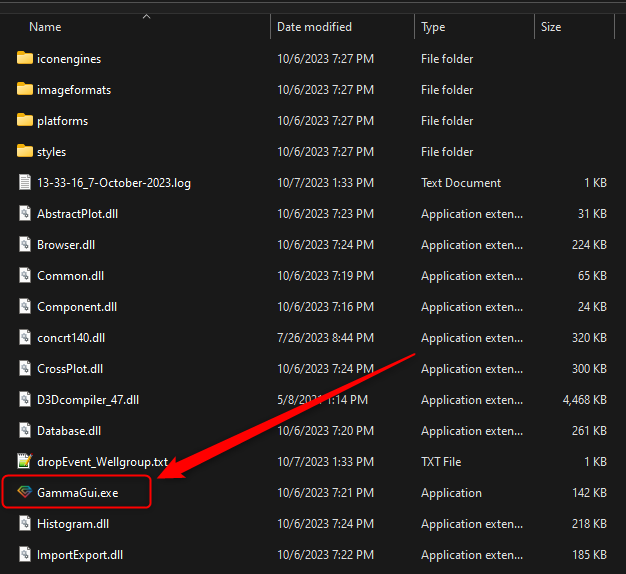 Name Date modified Type Size
iconengines 10/6/2023 7:27 PM File folder
imageformats 10/6/2023 7:27 PM File folder
platforms 10/6/2023 7:27 PM File folder
styles 10/6/2023 7:27 PM File folder
13-33-16_7-October-2023.log 10/7/2023 1:33 PM Text Document 1 KB
AbstractPlot.dll 10/6/2023 7:23 PM Application exten... 31 KB
Browser.dll 10/6/2023 7:24 PM Application exten... 224 KB
Common.dll 10/6/2023 7:19 PM Application exten... 65 KB
Component.dll 10/6/2023 7:16 PM Application exten... 24 KB
concrt140.dll 7/26/2023 8:44 PM Application exten... 320 KB
CrossPlot.dll 10/6/2023 7:24 PM Application exten... 300 KB
D3Dcompiler_47.dll 5/8/2021 1:14 PM Application exten... 4,468 KB
Database.dll 10/6/2023 7:20 PM Application exten... 261 KB
dropEvent_Wellgroup.txt 10/7/2023 1:33 PM TXT File 1 KB
GammaGui.exe 10/6/2023 7:21 PM Application 142 KB
Histogram.dll 10/6/2023 7:24 PM Application exten... 218 KB
ImportExport.dll 10/6/2023 7:22 PM Application exten... 185 KB